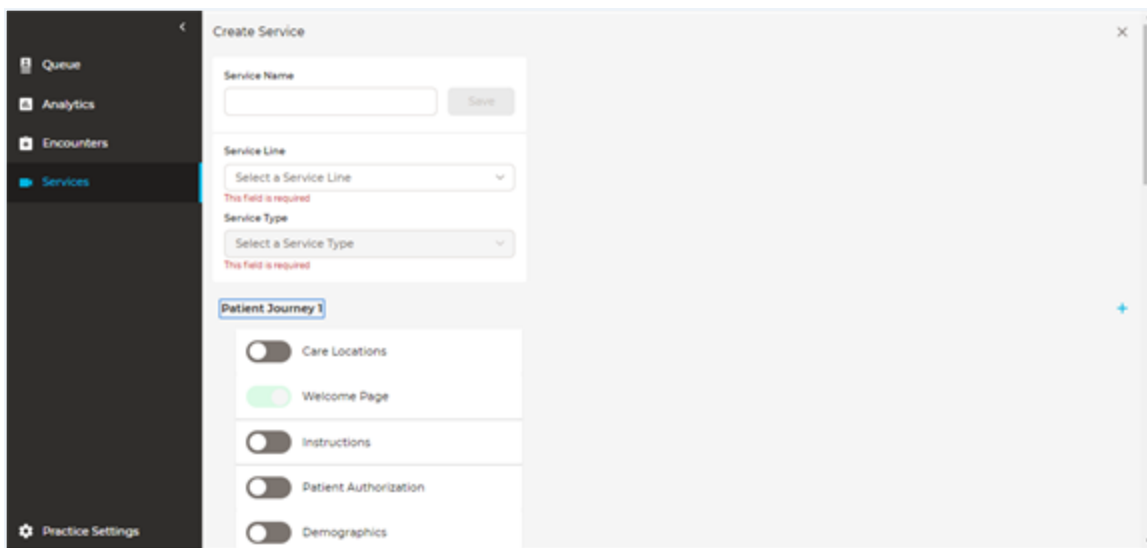 Create Service
Queue
Analytics
Encounters
Services
Practice Settings
Service Name
Save
Service Line
Select a Service Line
This field is required
Service Type
Select a Service Type
This field is required
Patient Journey 1
Care Locations
Welcome Page
Instructions
Patient Authorization
Demographics